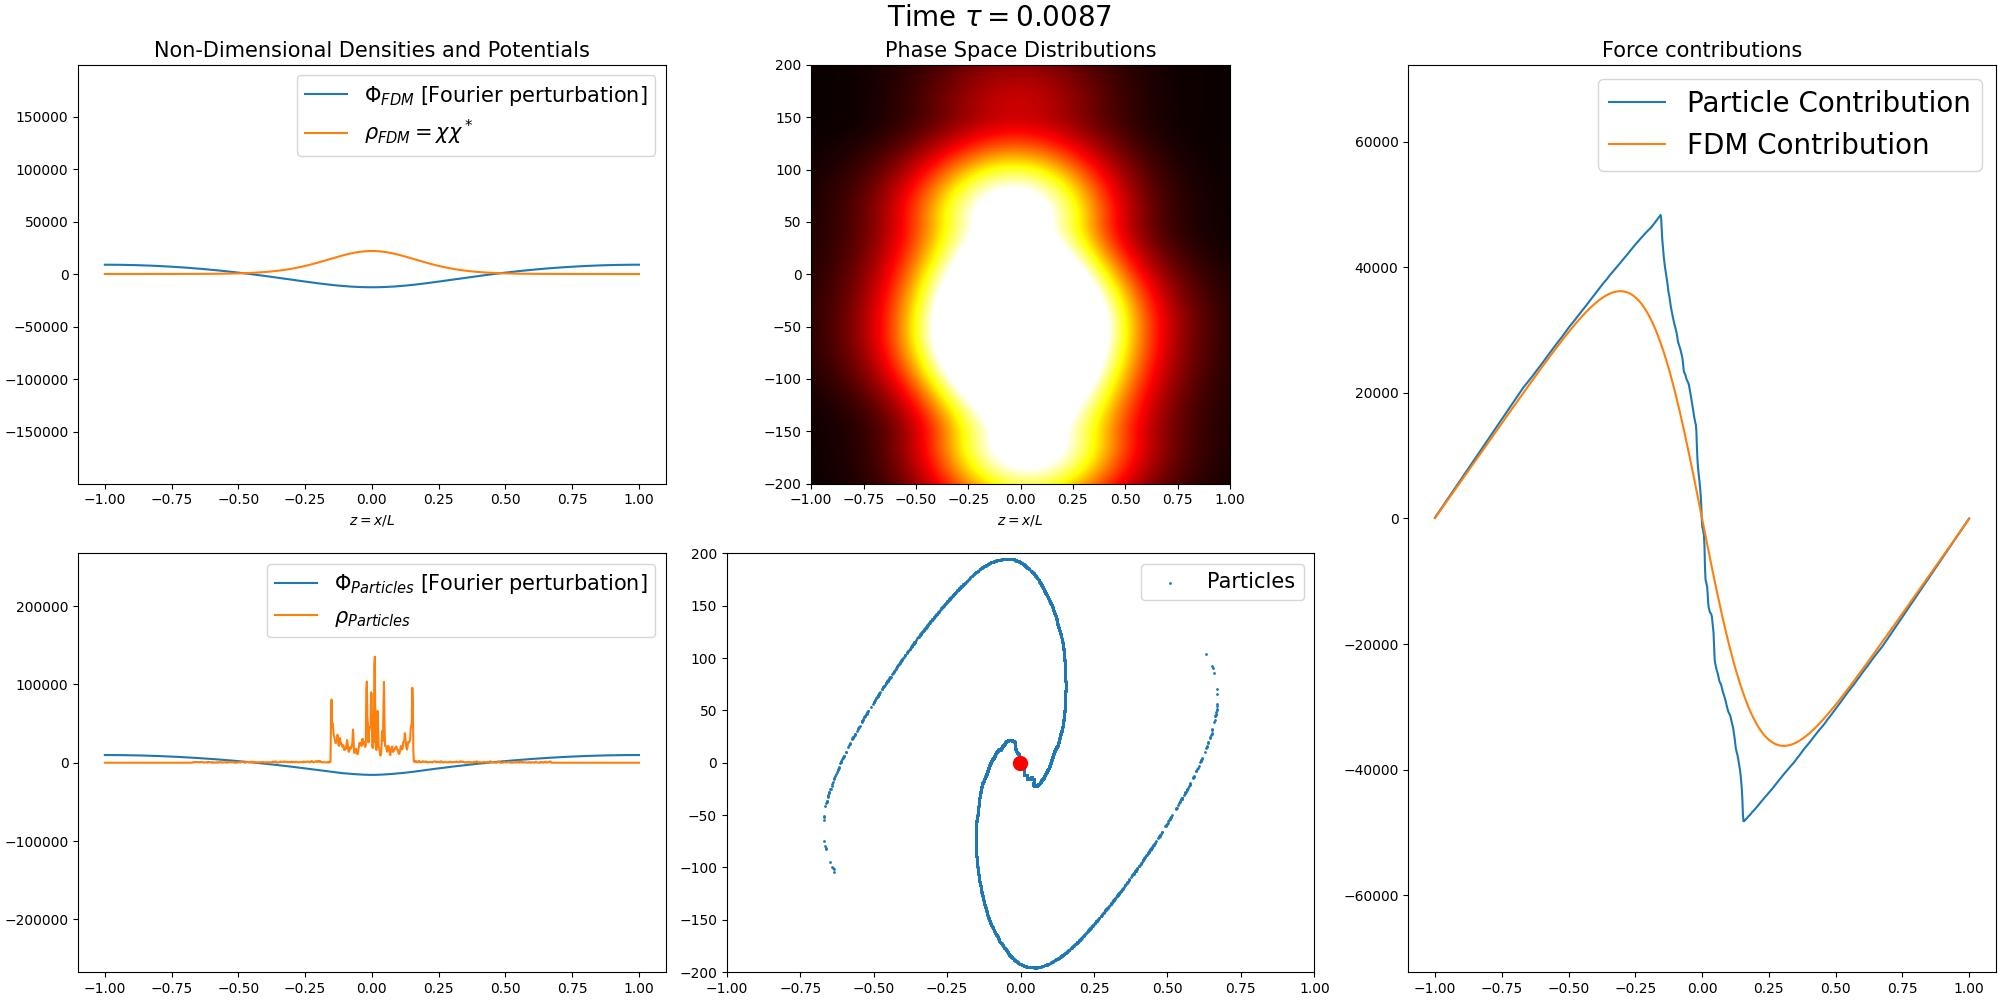 Time τ = 0.0087
Non-Dimensional Densities and Potentials
Φ_FDM [Fourier perturbation]
ρ_FDM = χχ*
150000
100000
50000
0
−50000
−100000
−150000
−1.00 −0.75 −0.50 −0.25 0.00 0.25 0.50 0.75 1.00
z = x/L
Phase Space Distributions
200
150
100
50
0
−50
−100
−150
−200
−1.00 −0.75 −0.50 −0.25 0.00 0.25 0.50 0.75 1.00
z = x/L
Force contributions
Particle Contribution
FDM Contribution
60000
40000
20000
0
−20000
−40000
−60000
−1.00 −0.75 −0.50 −0.25 0.00 0.25 0.50 0.75 1.00
Φ_Particles [Fourier perturbation]
ρ_Particles
200000
100000
0
−100000
−200000
−1.00 −0.75 −0.50 −0.25 0.00 0.25 0.50 0.75 1.00
Particles
200
150
100
50
0
−50
−100
−150
−200
−1.00 −0.75 −0.50 −0.25 0.00 0.25 0.50 0.75 1.00